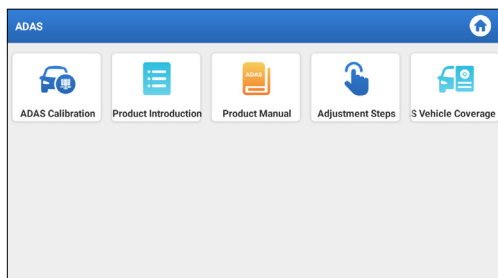 ADAS
ADAS
ADAS Calibration
Product Introduction
Product Manual
Adjustment Steps
S Vehicle Coverage